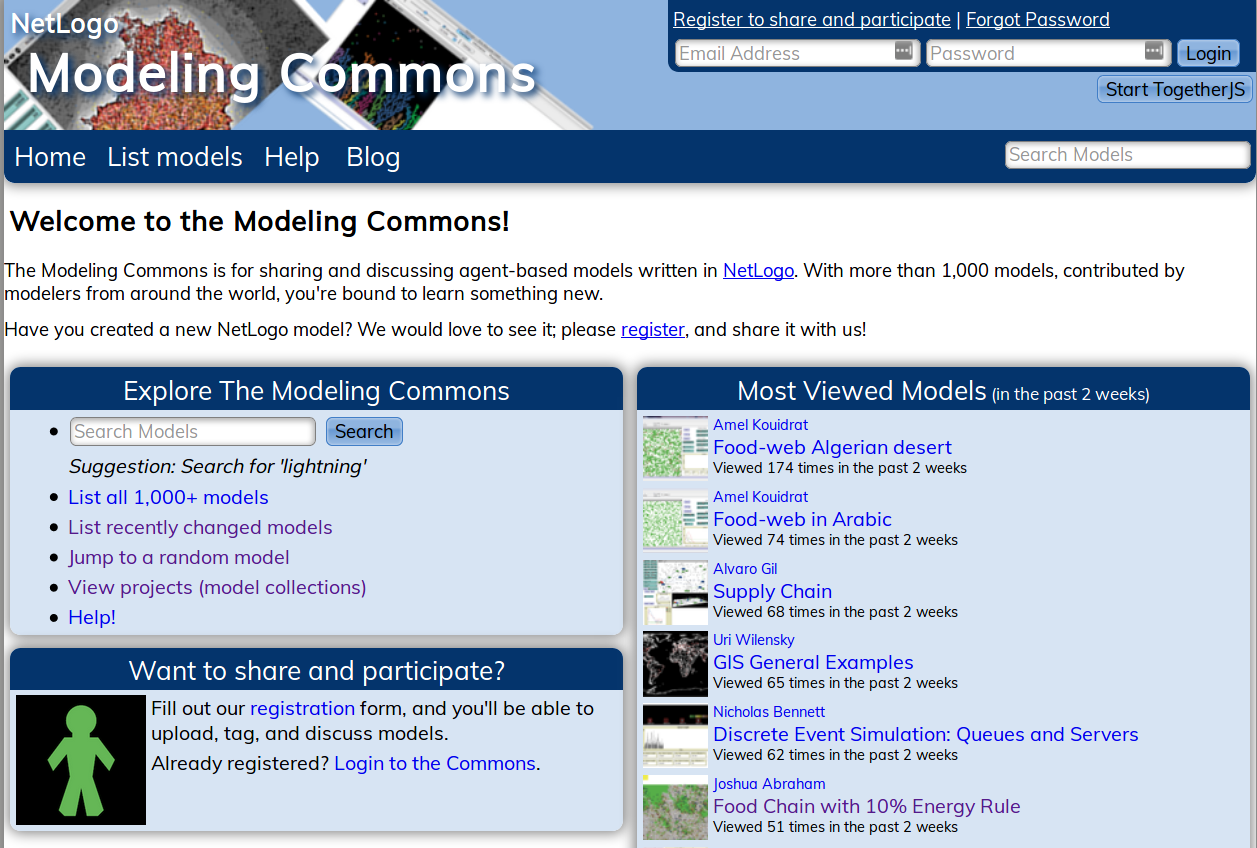 NetLogo
Modeling Commons
Register to share and participate | Forgot Password
Email Address
Password
Login
Start TogetherJS
Home
List models
Help
Blog
Search Models
Welcome to the Modeling Commons!
The Modeling Commons is for sharing and discussing agent-based models written in NetLogo. With more than 1,000 models, contributed by
modelers from around the world, you're bound to learn something new.
Have you created a new NetLogo model? We would love to see it; please register, and share it with us!
Explore The Modeling Commons
Search Models
Search
Suggestion: Search for 'lightning'
List all 1,000+ models
List recently changed models
Jump to a random model
View projects (model collections)
Help!
Want to share and participate?
Fill out our registration form, and you'll be able to
upload, tag, and discuss models.
Already registered? Login to the Commons.
Most Viewed Models (in the past 2 weeks)
Amel Kouidrat
Food-web Algerian desert
Viewed 174 times in the past 2 weeks
Amel Kouidrat
Food-web in Arabic
Viewed 74 times in the past 2 weeks
Alvaro Gil
Supply Chain
Viewed 68 times in the past 2 weeks
Uri Wilensky
GIS General Examples
Viewed 65 times in the past 2 weeks
Nicholas Bennett
Discrete Event Simulation: Queues and Servers
Viewed 62 times in the past 2 weeks
Joshua Abraham
Food Chain with 10% Energy Rule
Viewed 51 times in the past 2 weeks